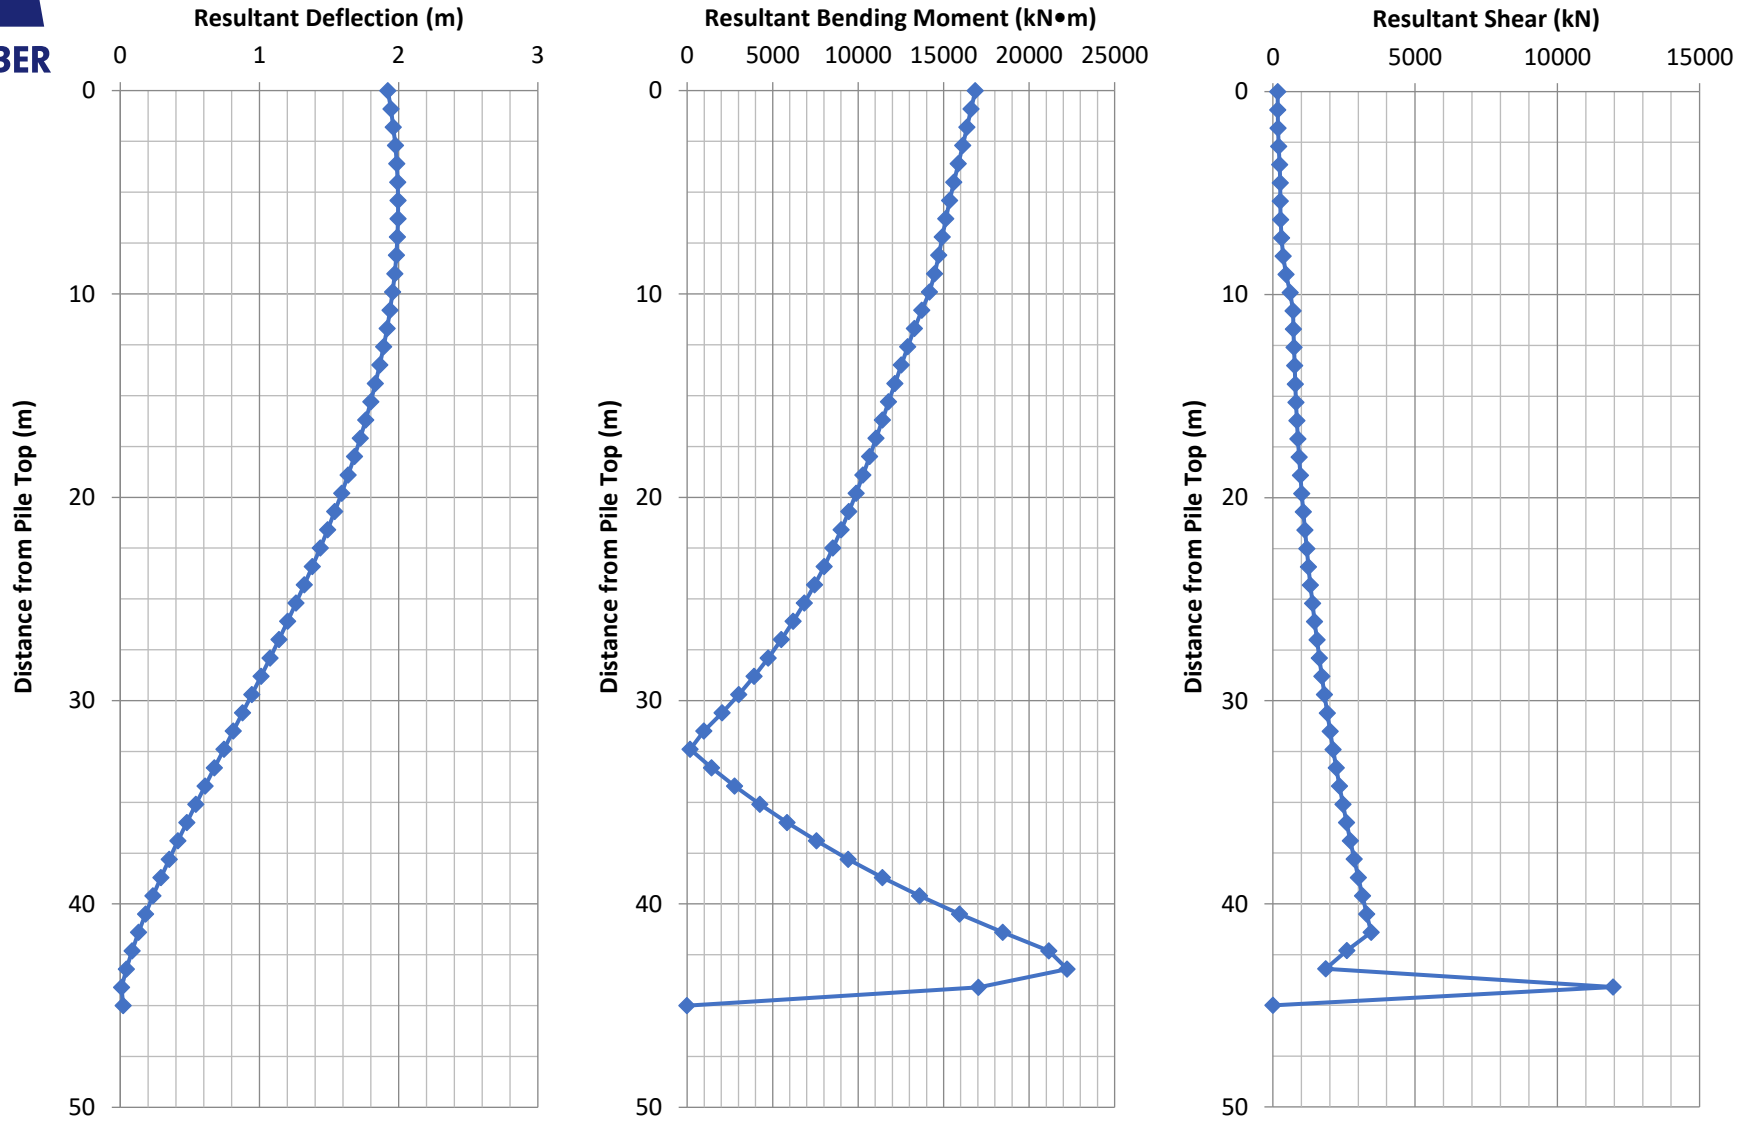 BER
Resultant Deflection (m)
0 1 2 3
0
10
20
30
40
50
Distance from Pile Top (m)
Resultant Bending Moment (kN•m)
0 5000 10000 15000 20000 25000
0
10
20
30
40
50
Distance from Pile Top (m)
Resultant Shear (kN)
0 5000 10000 15000
0
10
20
30
40
50
Distance from Pile Top (m)